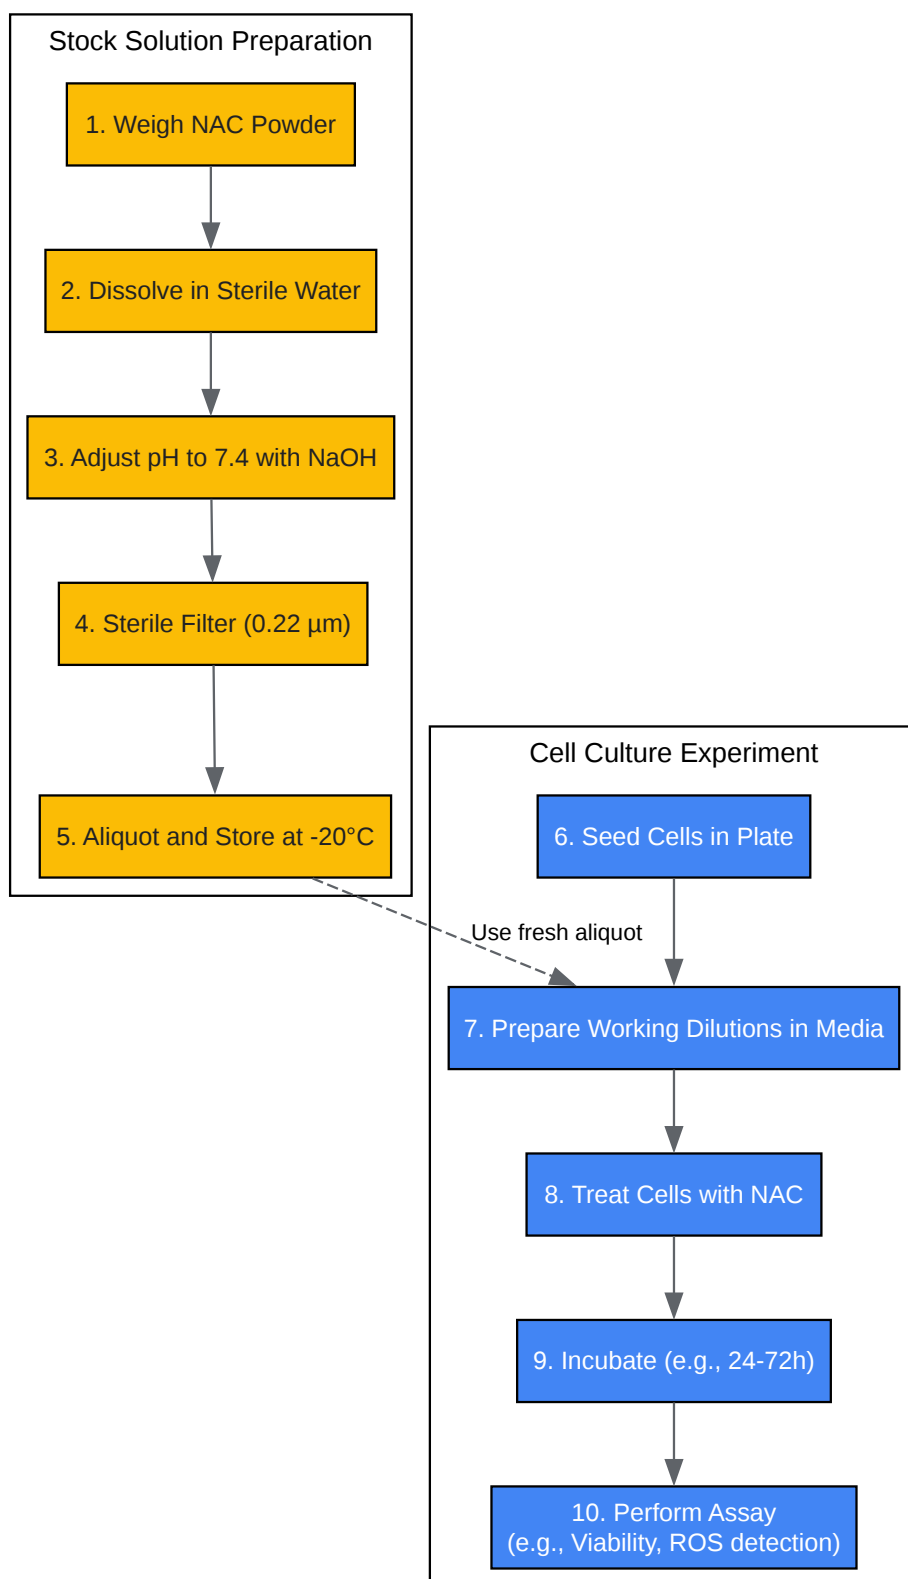 Stock Solution Preparation
1. Weigh NAC Powder
2. Dissolve in Sterile Water
3. Adjust pH to 7.4 with NaOH
4. Sterile Filter (0.22 µm)
5. Aliquot and Store at -20°C
Cell Culture Experiment
6. Seed Cells in Plate
Use fresh aliquot
7. Prepare Working Dilutions in Media
8. Treat Cells with NAC
9. Incubate (e.g., 24-72h)
10. Perform Assay
(e.g., Viability, ROS detection)